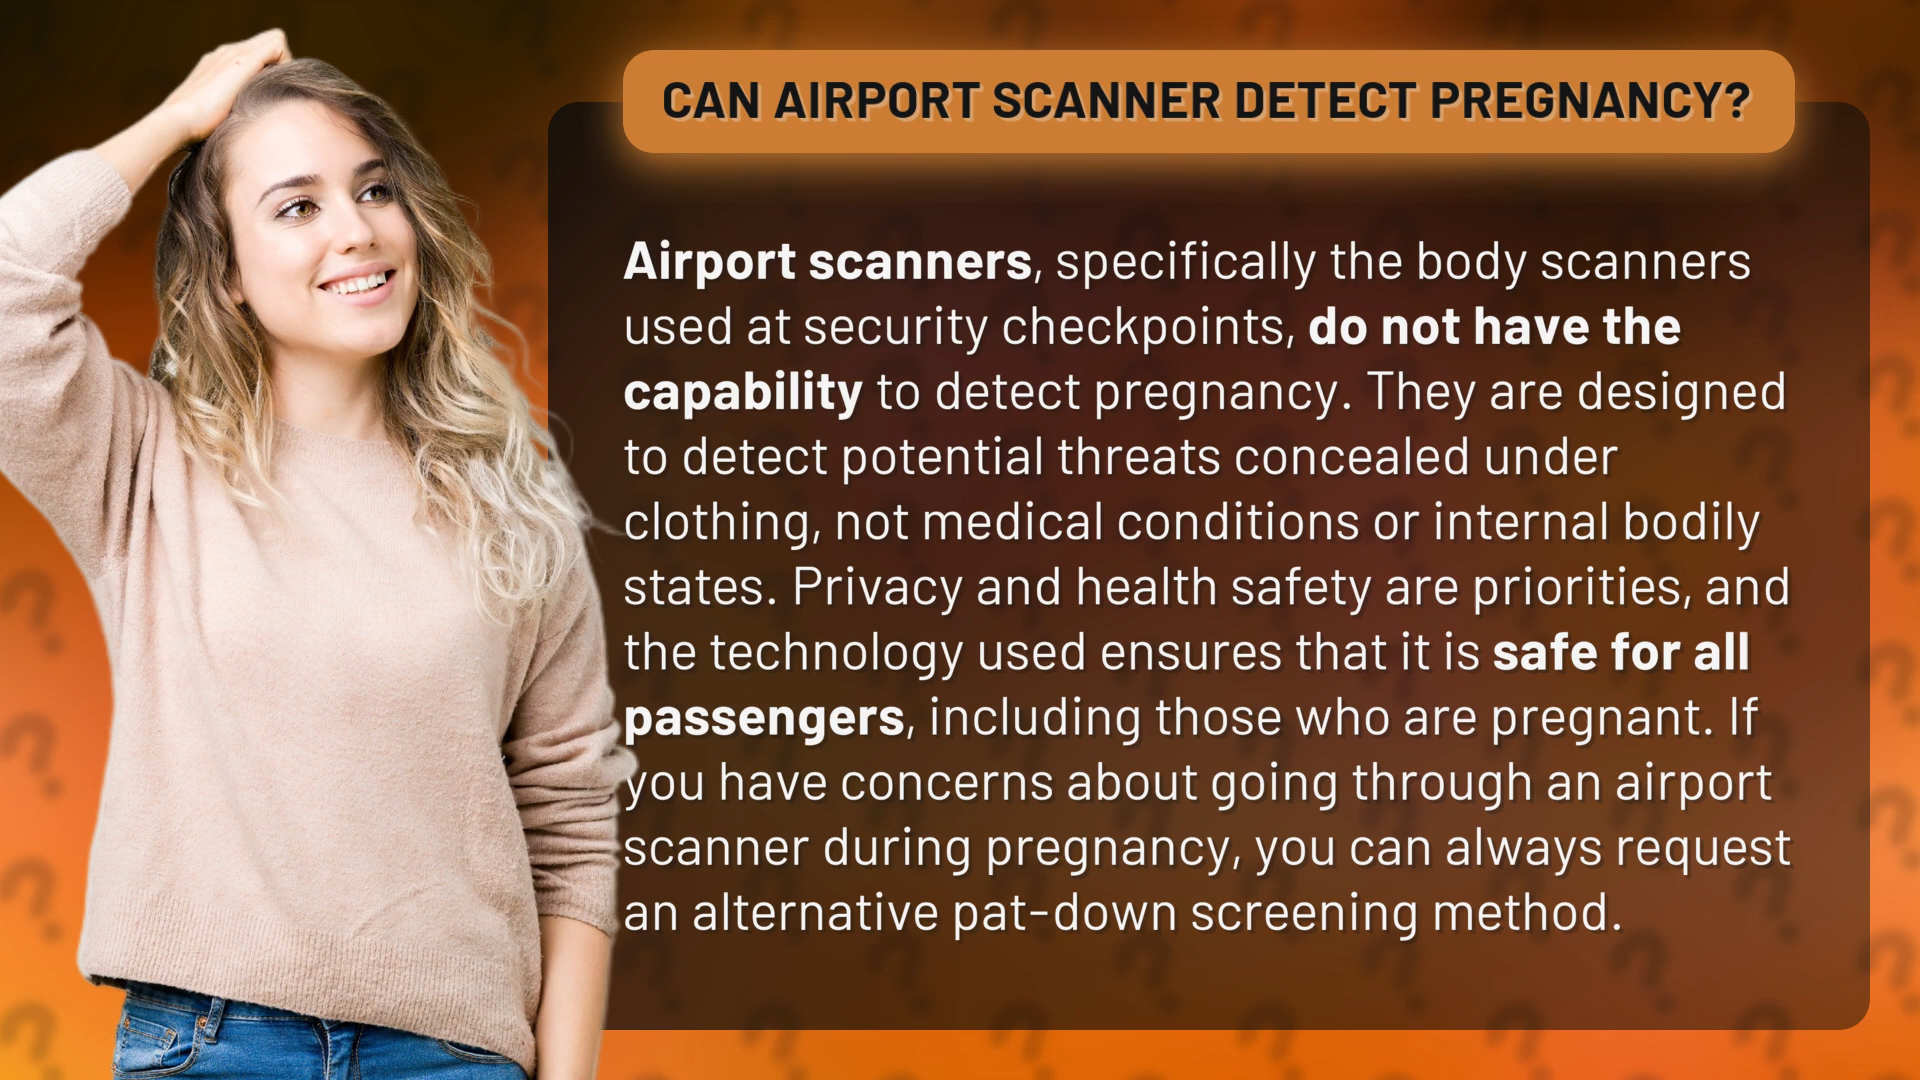 CAN AIRPORT SCANNER DETECT PREGNANCY?
Airport scanners, specifically the body scanners
used at security checkpoints, do not have the
capability to detect pregnancy. They are designed
to detect potential threats concealed under
clothing, not medical conditions or internal bodily
states. Privacy and health safety are priorities, and
the technology used ensures that it is safe for all
passengers, including those who are pregnant. If
you have concerns about going through an airport
scanner during pregnancy, you can always request
an alternative pat-down screening method.